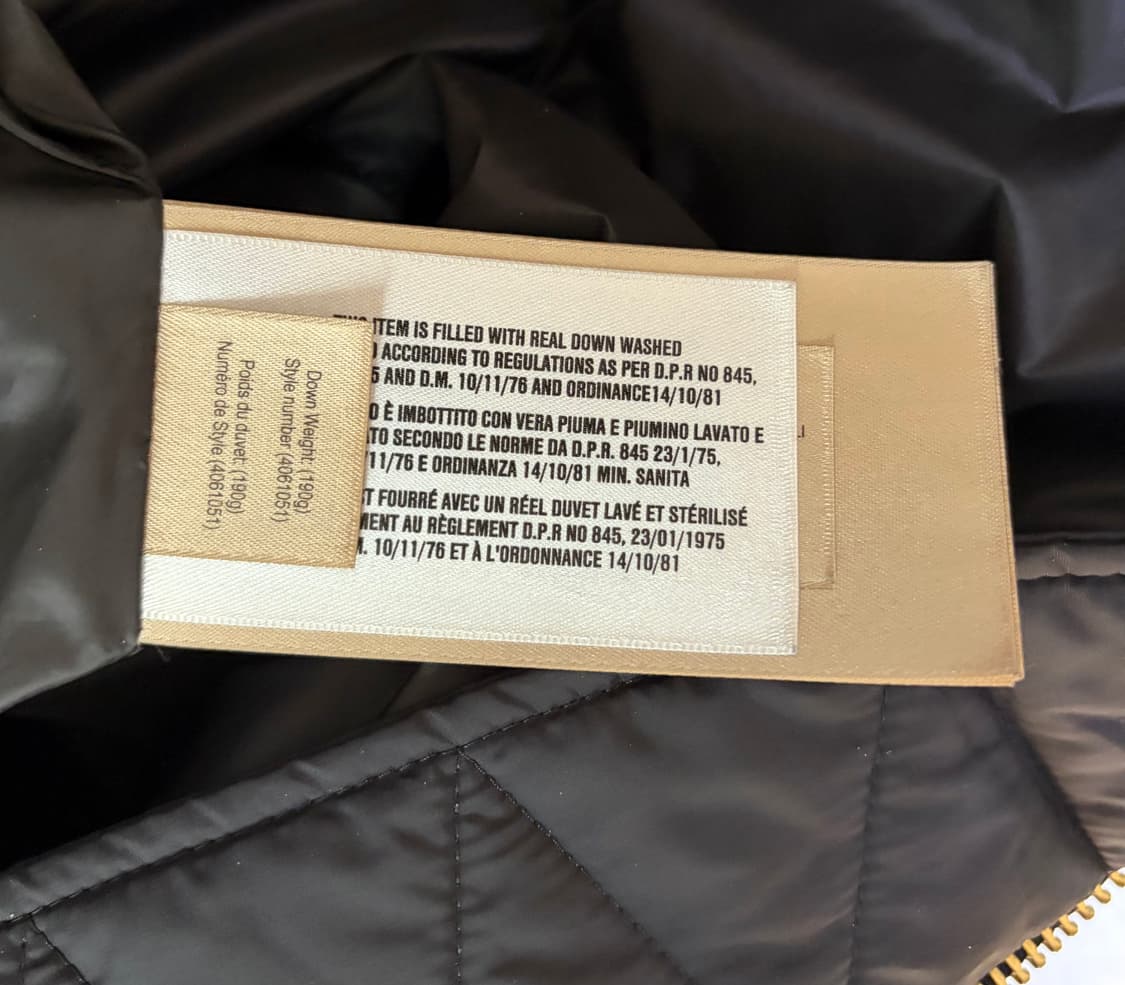 ITEM IS FILLED WITH REAL DOWN WASHED
ACCORDING TO REGULATIONS AS PER D.P.R NO 845,
5 AND D.M. 10/11/76 AND ORDINANCE14/10/81
O È IMBOTTITO CON VERA PIUMA E PIUMINO LAVATO E
TO SECONDO LE NORME DA D.P.R. 845 23/1/75,
11/76 E ORDINANZA 14/10/81 MIN. SANITA
T FOURRÉ AVEC UN RÉEL DUVET LAVÉ ET STÉRILISÉ
MENT AU RÈGLEMENT D.P.R NO 845, 23/01/1975
. 10/11/76 ET À L'ORDONNANCE 14/10/81
Down Weight (190g)
Style number (4061051)
Poids du duvet (190g)
Numéro de Style (4061051)